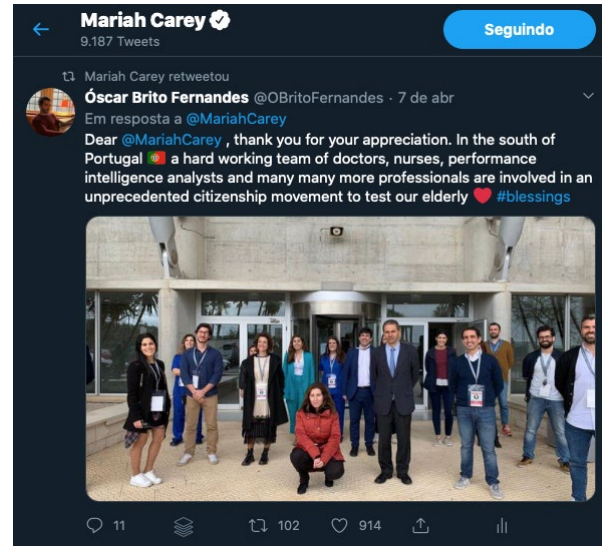 Mariah Carey
9.187 Tweets
Seguindo
Mariah Carey retweetou
Óscar Brito Fernandes @OBritoFernandes · 7 de abr
Em resposta a @MariahCarey
Dear @MariahCarey , thank you for your appreciation. In the south of
Portugal 🇵🇹 a hard working team of doctors, nurses, performance
intelligence analysts and many many more professionals are involved in an
unprecedented citizenship movement to test our elderly ❤️ #blessings
11
102
914